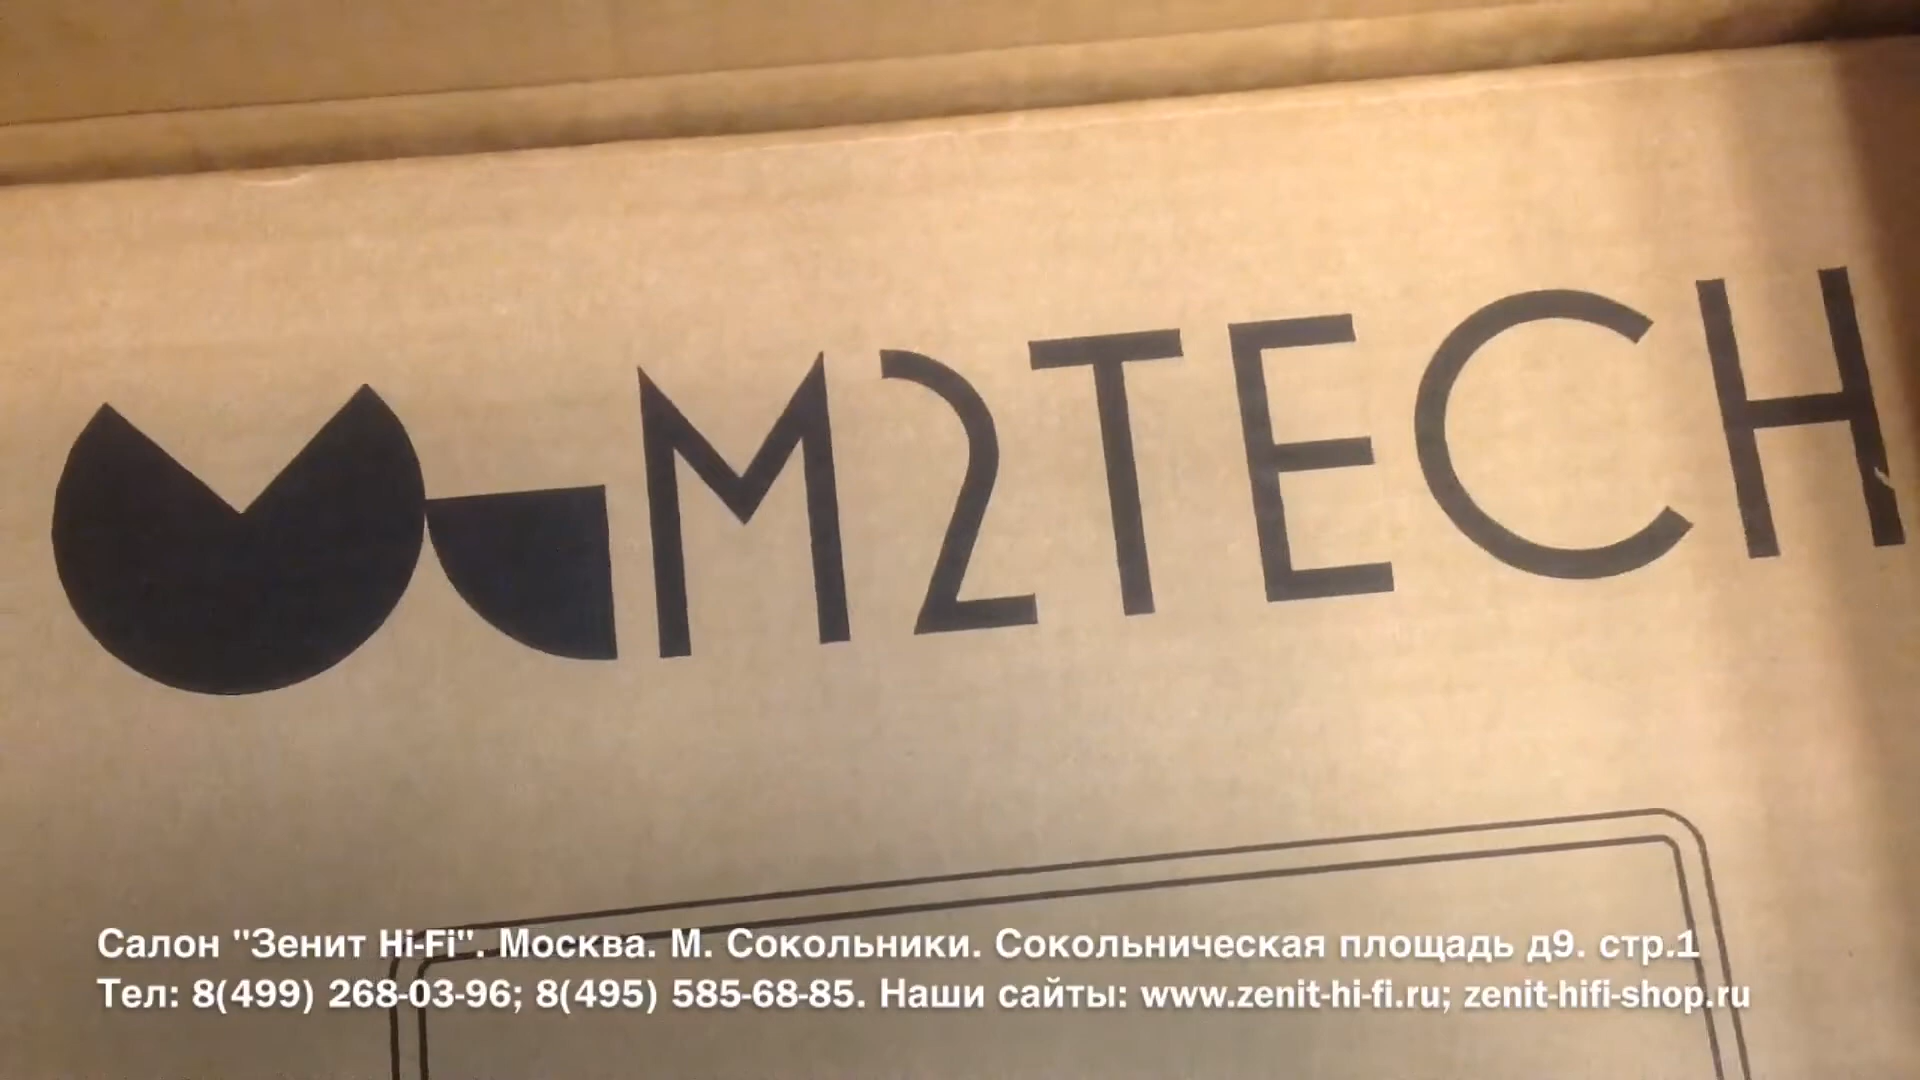 M2TECH
Салон "Зенит Hi-Fi". Москва. М. Сокольники. Сокольническая площадь д9. стр.1
Тел: 8(499) 268-03-96; 8(495) 585-68-85. Наши сайты: www.zenit-hi-fi.ru; zenit-hifi-shop.ru